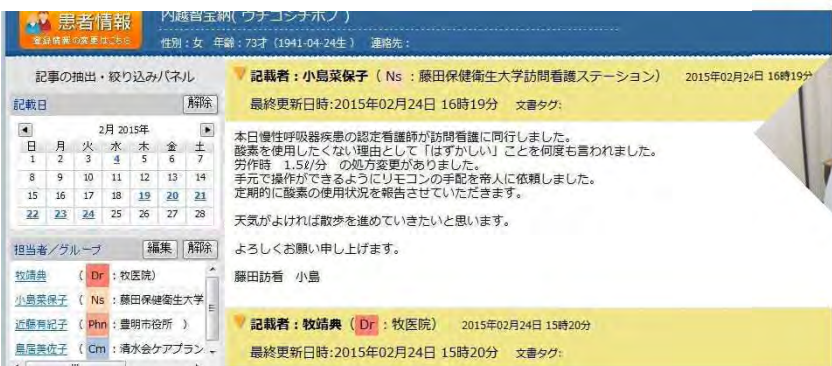 患者情報
登録情報の変更はこちら
内越智宝納(ウチコシチホノ)
性別:女 年齢:73才(1941-04-24生) 連絡先:
記事の抽出・絞り込みパネル
記載日 解除
2月 2015年
日 月 火 水 木 金 土
1 2 3 4 5 6 7
8 9 10 11 12 13 14
15 16 17 18 19 20 21
22 23 24 25 26 27 28
担当者/グループ 編集 解除
牧靖典 (Dr:牧医院)
小島菜保子 (Ns:藤田保健衛生大学
近藤有紀子 (Phn:豊明市役所 )
鳥居美佐子 (Cm:清水会ケアプラン
記載者:小島菜保子(Ns:藤田保健衛生大学訪問看護ステーション) 2015年02月24日 16時19分
最終更新日時:2015年02月24日 16時19分 文書タグ:
本日慢性呼吸器疾患の認定看護師が訪問看護に同行しました。
酸素を使用したくない理由として「はずかしい」ことを何度も言われました。
労作時 1.5ℓ/分 の処方変更がありました。
手元で操作ができるようにリモコンの手配を帝人に依頼しました。
定期的に酸素の使用状況を報告させていただきます。
天気がよければ散歩を進めていきたいと思います。
よろしくお願い申し上げます。
藤田訪看 小島
記載者:牧靖典(Dr:牧医院) 2015年02月24日 15時20分
最終更新日時:2015年02月24日 15時20分 文書タグ: